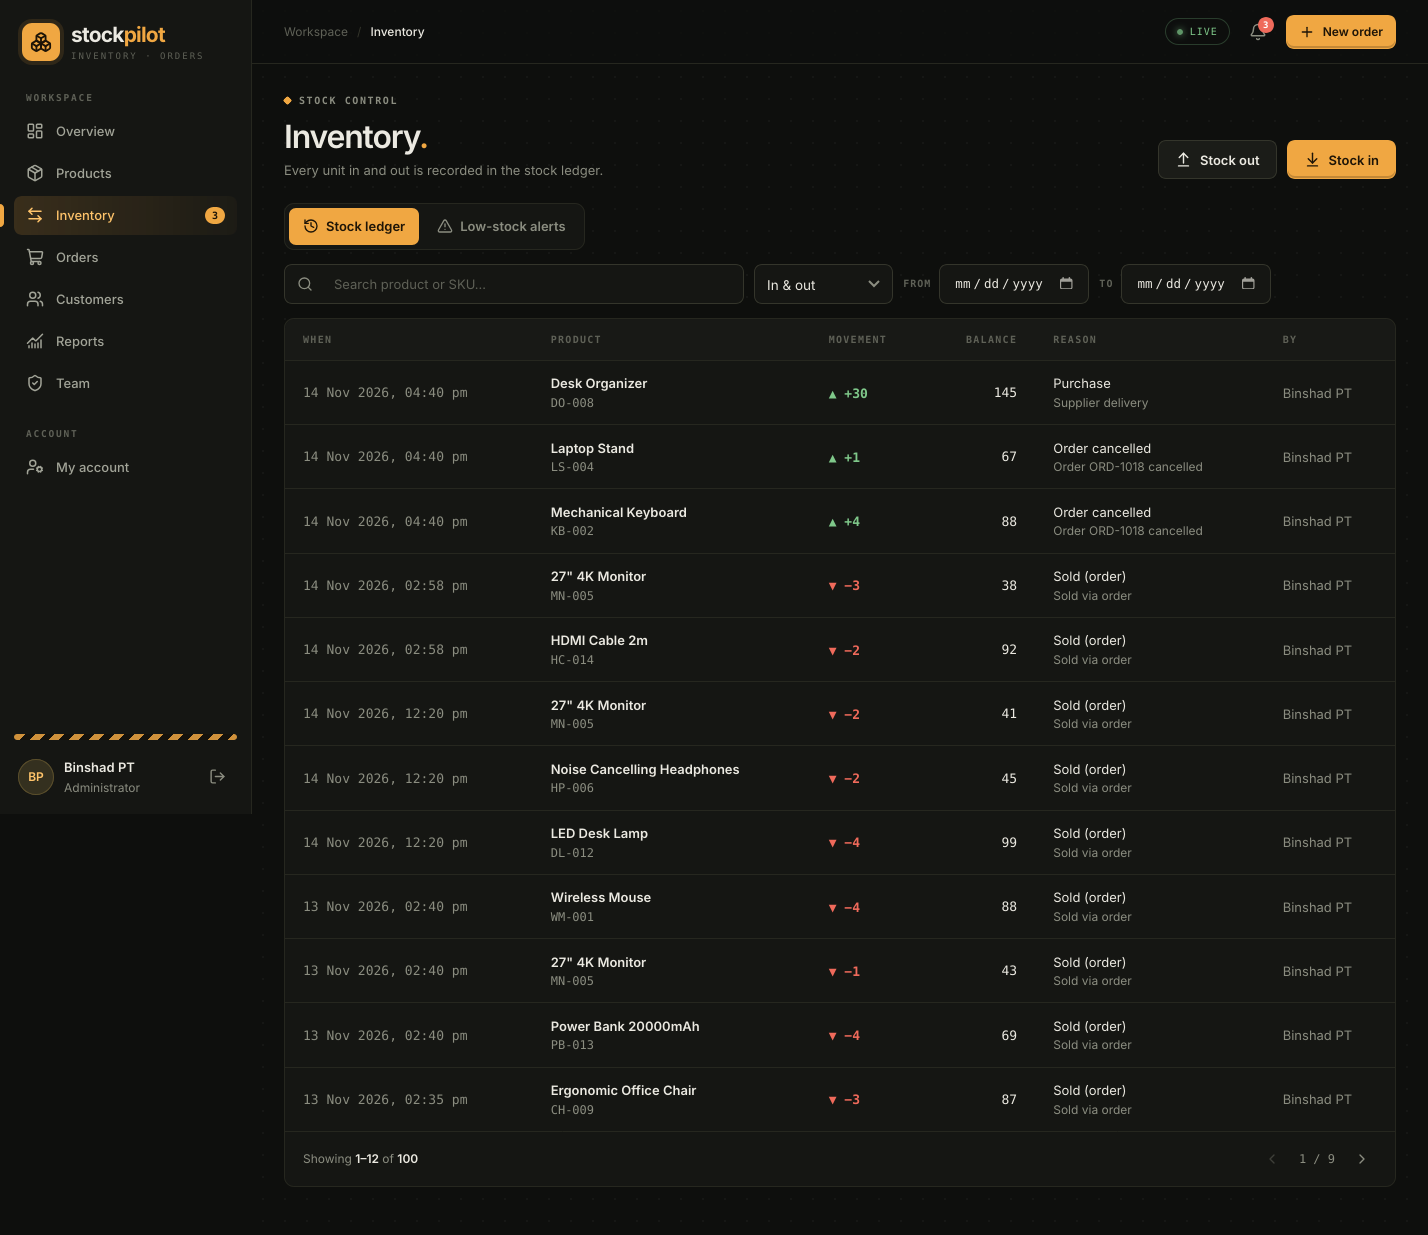 stockpilot
INVENTORY · ORDERS
WORKSPACE
Overview
Products
Inventory 3
Orders
Customers
Reports
Team
ACCOUNT
My account
BP
Binshad PT
Administrator
Workspace / Inventory
LIVE
3
New order
STOCK CONTROL
Inventory.
Every unit in and out is recorded in the stock ledger.
Stock out
Stock in
Stock ledger
Low-stock alerts
Search product or SKU...
In & out
FROM mm/dd/yyyy TO mm/dd/yyyy
WHEN PRODUCT MOVEMENT BALANCE REASON BY
14 Nov 2026, 04:40 pm Desk Organizer ▲ +30 145 Purchase Binshad PT
DO-008 Supplier delivery
14 Nov 2026, 04:40 pm Laptop Stand ▲ +1 67 Order cancelled Binshad PT
LS-004 Order ORD-1018 cancelled
14 Nov 2026, 04:40 pm Mechanical Keyboard ▲ +4 88 Order cancelled Binshad PT
KB-002 Order ORD-1018 cancelled
14 Nov 2026, 02:58 pm 27" 4K Monitor ▼ −3 38 Sold (order) Binshad PT
MN-005 Sold via order
14 Nov 2026, 02:58 pm HDMI Cable 2m ▼ −2 92 Sold (order) Binshad PT
HC-014 Sold via order
14 Nov 2026, 12:20 pm 27" 4K Monitor ▼ −2 41 Sold (order) Binshad PT
MN-005 Sold via order
14 Nov 2026, 12:20 pm Noise Cancelling Headphones ▼ −2 45 Sold (order) Binshad PT
HP-006 Sold via order
14 Nov 2026, 12:20 pm LED Desk Lamp ▼ −4 99 Sold (order) Binshad PT
DL-012 Sold via order
13 Nov 2026, 02:40 pm Wireless Mouse ▼ −4 88 Sold (order) Binshad PT
WM-001 Sold via order
13 Nov 2026, 02:40 pm 27" 4K Monitor ▼ −1 43 Sold (order) Binshad PT
MN-005 Sold via order
13 Nov 2026, 02:40 pm Power Bank 20000mAh ▼ −4 69 Sold (order) Binshad PT
PB-013 Sold via order
13 Nov 2026, 02:35 pm Ergonomic Office Chair ▼ −3 87 Sold (order) Binshad PT
CH-009 Sold via order
Showing 1–12 of 100
1 / 9